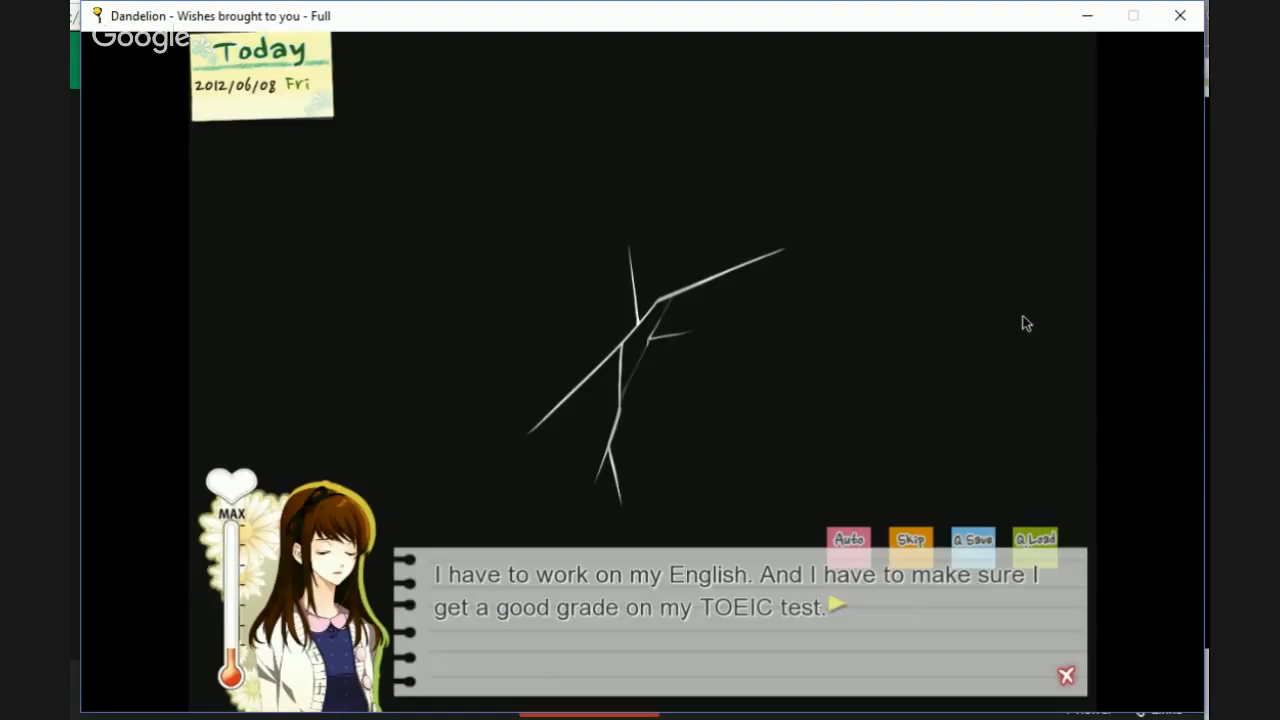 Dandelion - Wishes brought to you - Full
Google
Today
2012/06/08 Fri
MAX
Auto
Skip
Q.Save
Q.Load
I have to work on my English. And I have to make sure I
get a good grade on my TOEIC test.